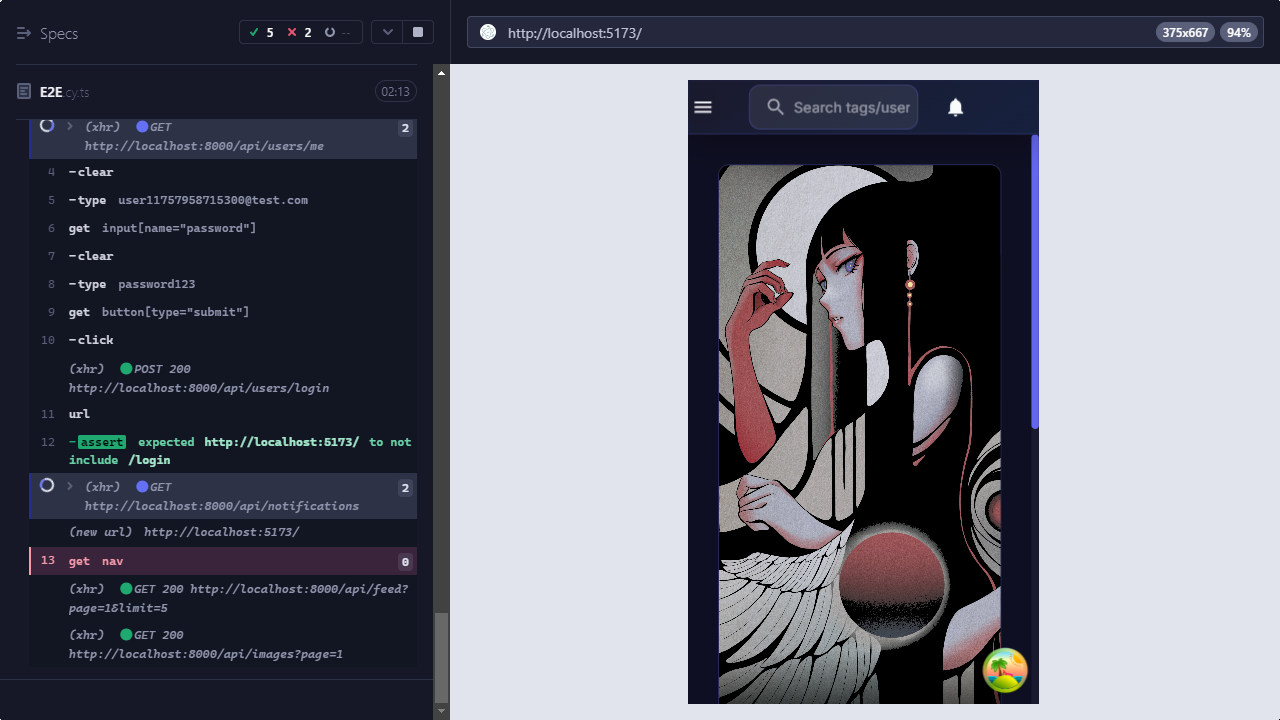 Specs
5
2
--
http://localhost:5173/
375x667
94%
E2E.cy.ts
02:13
(xhr) GET
2
http://localhost:8000/api/users/me
4 -clear
5 -type user11757958715300@test.com
6 get input[name="password"]
7 -clear
8 -type password123
9 get button[type="submit"]
10 -click
(xhr) POST 200
http://localhost:8000/api/users/login
11 url
12 -assert expected http://localhost:5173/ to not
include /login
(xhr) GET
2
http://localhost:8000/api/notifications
(new url) http://localhost:5173/
13 get nav
0
(xhr) GET 200 http://localhost:8000/api/feed?
page=1&limit=5
(xhr) GET 200
http://localhost:8000/api/images?page=1
Search tags/user